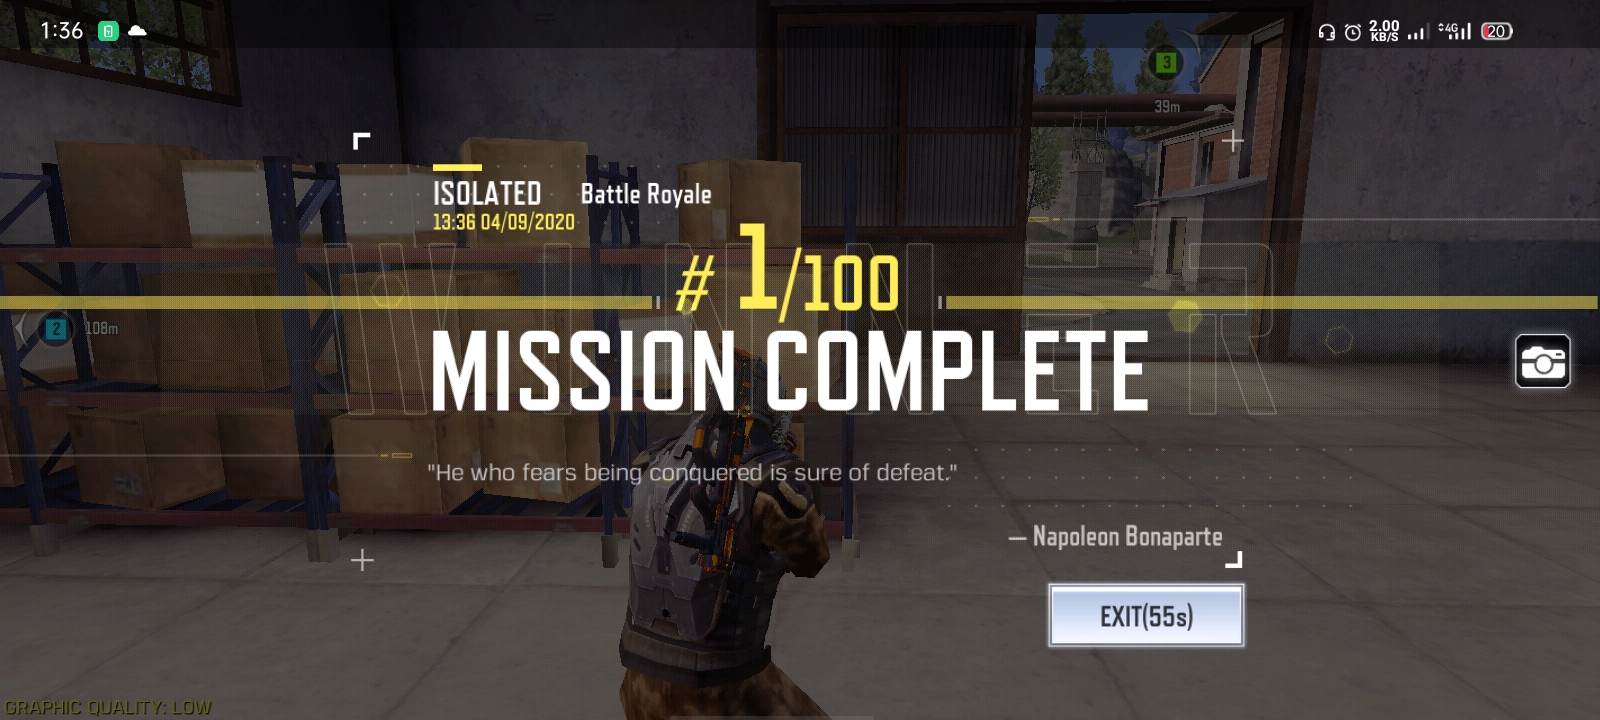 1:36
2.00
KB/S
4G
20
3
39m
ISOLATED Battle Royale
13:36 04/09/2020
# 1/100
WINNER
2 108m
MISSION COMPLETE
"He who fears being conquered is sure of defeat."
— Napoleon Bonaparte
EXIT(55s)
GRAPHIC QUALITY: LOW